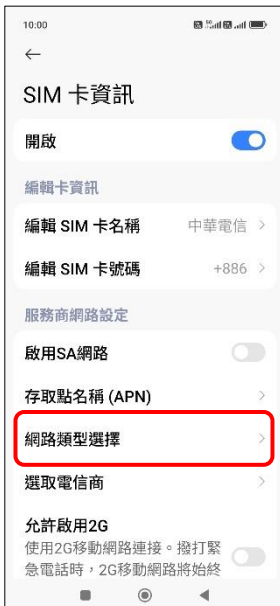 10:00
SIM 卡資訊
開啟
編輯卡資訊
編輯 SIM 卡名稱 中華電信
編輯 SIM 卡號碼 +886
服務商網路設定
啟用SA網路
存取點名稱 (APN)
網路類型選擇
選取電信商
允許啟用2G
使用2G移動網路連接。撥打緊
急電話時，2G移動網路將始終